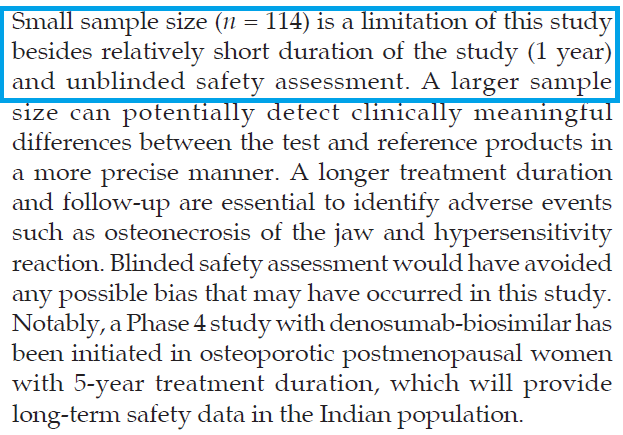 Small sample size (n = 114) is a limitation of this study
besides relatively short duration of the study (1 year)
and unblinded safety assessment. A larger sample
size can potentially detect clinically meaningful
differences between the test and reference products in
a more precise manner. A longer treatment duration
and follow-up are essential to identify adverse events
such as osteonecrosis of the jaw and hypersensitivity
reaction. Blinded safety assessment would have avoided
any possible bias that may have occurred in this study.
Notably, a Phase 4 study with denosumab-biosimilar has
been initiated in osteoporotic postmenopausal women
with 5-year treatment duration, which will provide
long-term safety data in the Indian population.